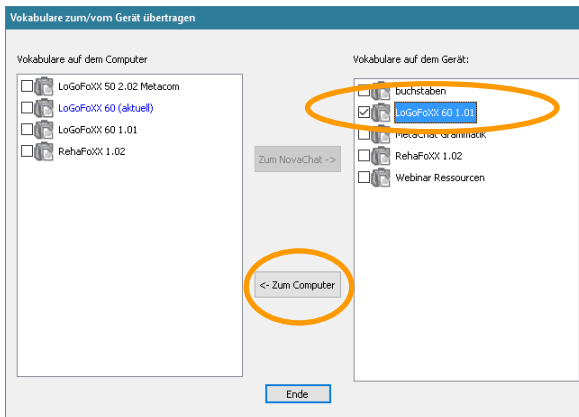 Vokabulare zum/vom Gerät übertragen
Vokabulare auf dem Computer
LoGoFoXX 50 2.02 Metacom
LoGoFoXX 60 (aktuell)
LoGoFoXX 60 1.01
RehaFoXX 1.02
Zum NovaChat ->
<- Zum Computer
Vokabulare auf dem Gerät:
buchstaben
LoGoFoXX 60 1.01
MetaChat Grammatik
RehaFoXX 1.02
Webinar Ressourcen
Ende